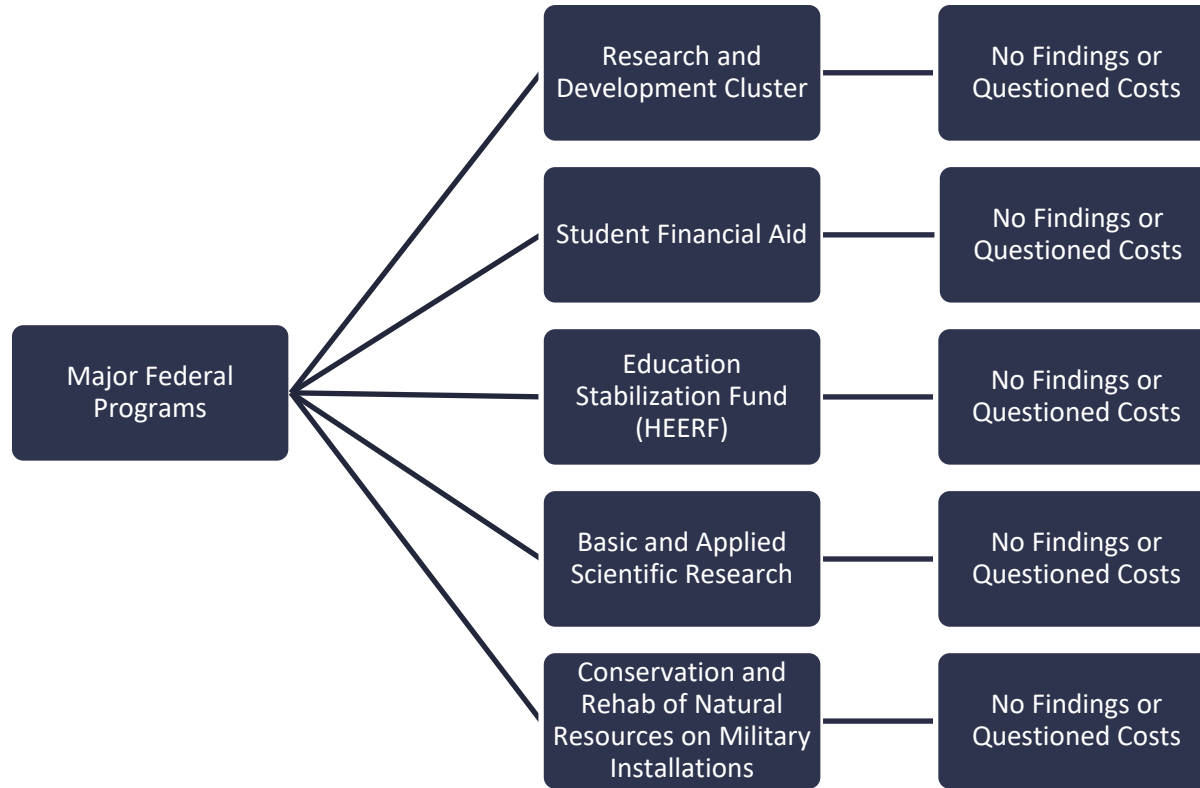 Research and
Development Cluster
No Findings or
Questioned Costs
Student Financial Aid
No Findings or
Questioned Costs
Major Federal
Programs
Education
Stabilization Fund
(HEERF)
No Findings or
Questioned Costs
Basic and Applied
Scientific Research
No Findings or
Questioned Costs
Conservation and
Rehab of Natural
Resources on Military
Installations
No Findings or
Questioned Costs